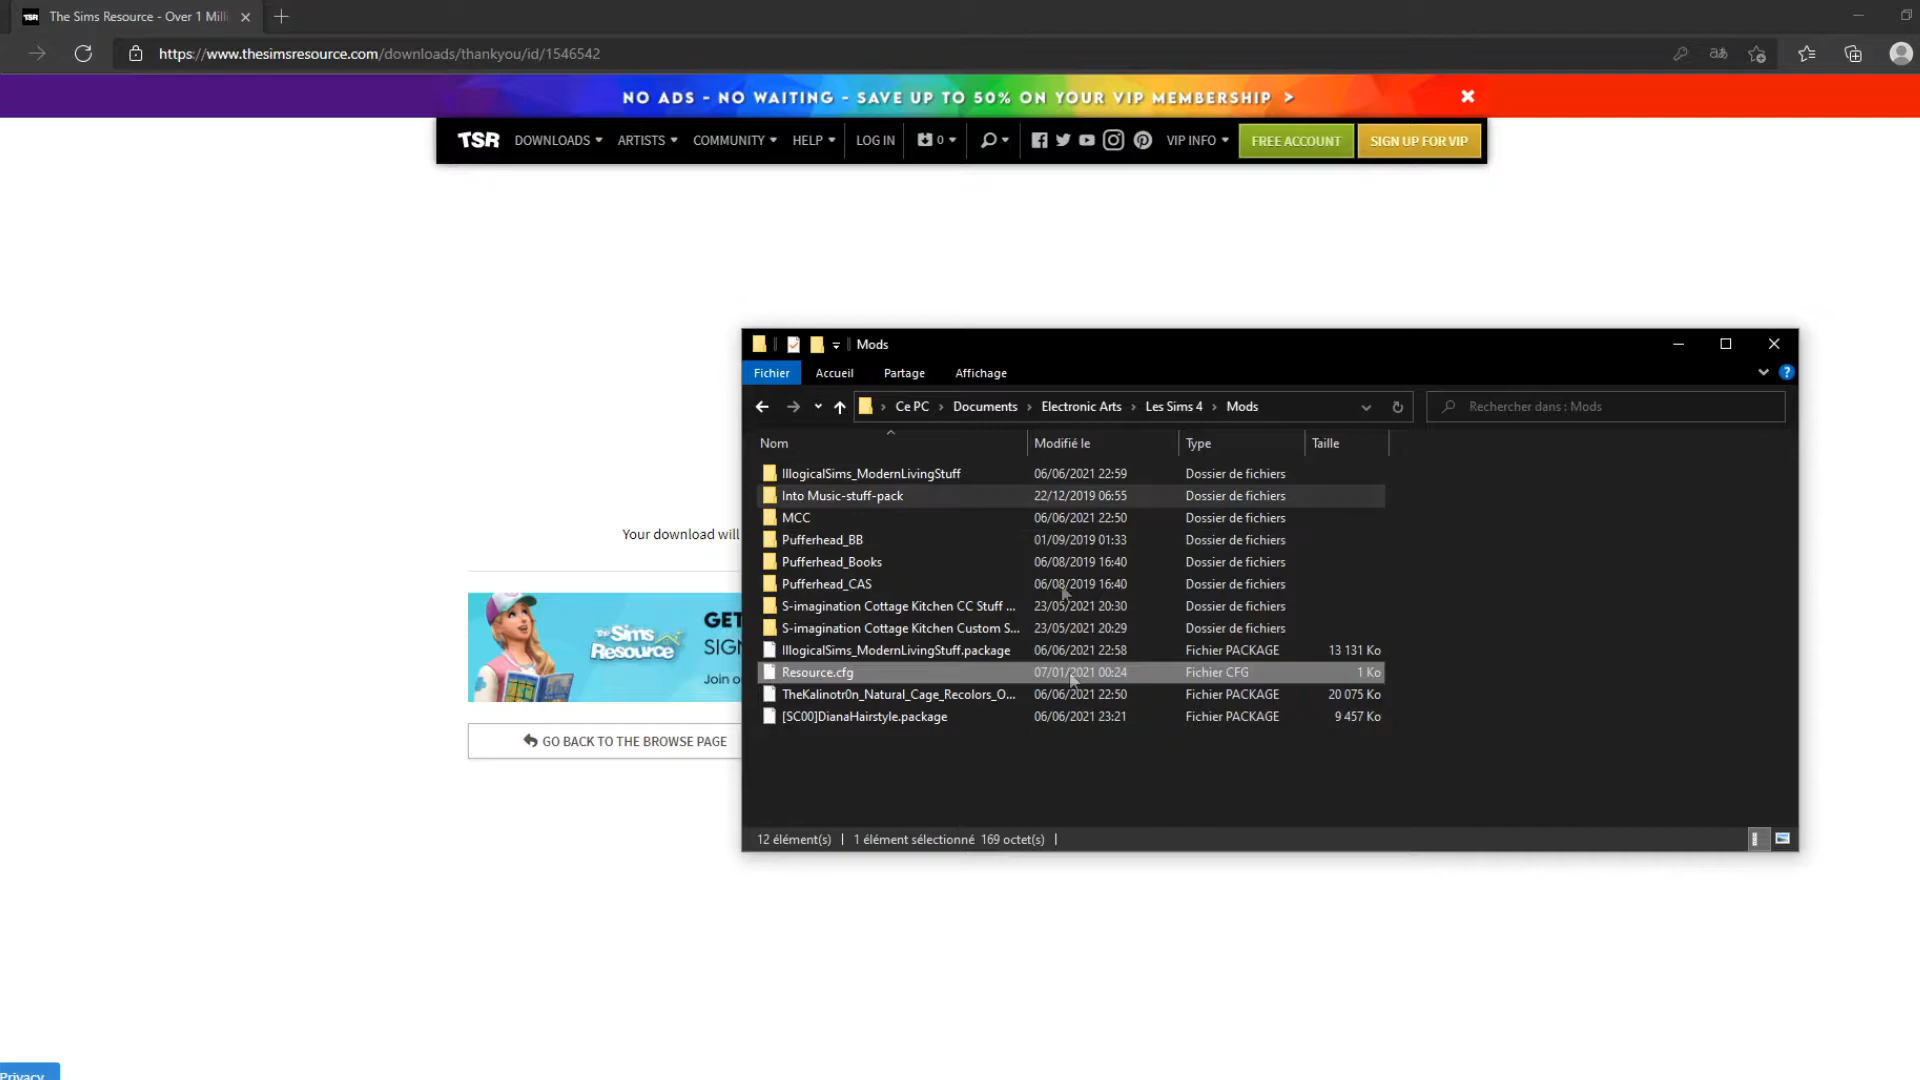 TSR The Sims Resource - Over 1 Mill
https://www.thesimsresource.com/downloads/thankyou/id/1546542
NO ADS - NO WAITING - SAVE UP TO 50% ON YOUR VIP MEMBERSHIP >
TSR DOWNLOADS ARTISTS COMMUNITY HELP LOG IN 0 VIP INFO FREE ACCOUNT SIGN UP FOR VIP
Mods
Fichier Accueil Partage Affichage
Ce PC > Documents > Electronic Arts > Les Sims 4 > Mods Rechercher dans : Mods
Nom Modifié le Type Taille
IllogicalSims_ModernLivingStuff 06/06/2021 22:59 Dossier de fichiers
Into Music-stuff-pack 22/12/2019 06:55 Dossier de fichiers
MCC 06/06/2021 22:50 Dossier de fichiers
Pufferhead_BB 01/09/2019 01:33 Dossier de fichiers
Pufferhead_Books 06/08/2019 16:40 Dossier de fichiers
Pufferhead_CAS 06/08/2019 16:40 Dossier de fichiers
S-imagination Cottage Kitchen CC Stuff ... 23/05/2021 20:30 Dossier de fichiers
S-imagination Cottage Kitchen Custom S... 23/05/2021 20:29 Dossier de fichiers
IllogicalSims_ModernLivingStuff.package 06/06/2021 22:58 Fichier PACKAGE 13 131 Ko
Resource.cfg 07/01/2021 00:24 Fichier CFG 1 Ko
TheKalinotr0n_Natural_Cage_Recolors_O... 06/06/2021 22:50 Fichier PACKAGE 20 075 Ko
[SC00]DianaHairstyle.package 06/06/2021 23:21 Fichier PACKAGE 9 457 Ko
12 élément(s) 1 élément sélectionné 169 octet(s)
Your download will
The Sims Resource
GET
SIGN
Join o
GO BACK TO THE BROWSE PAGE
Privacy